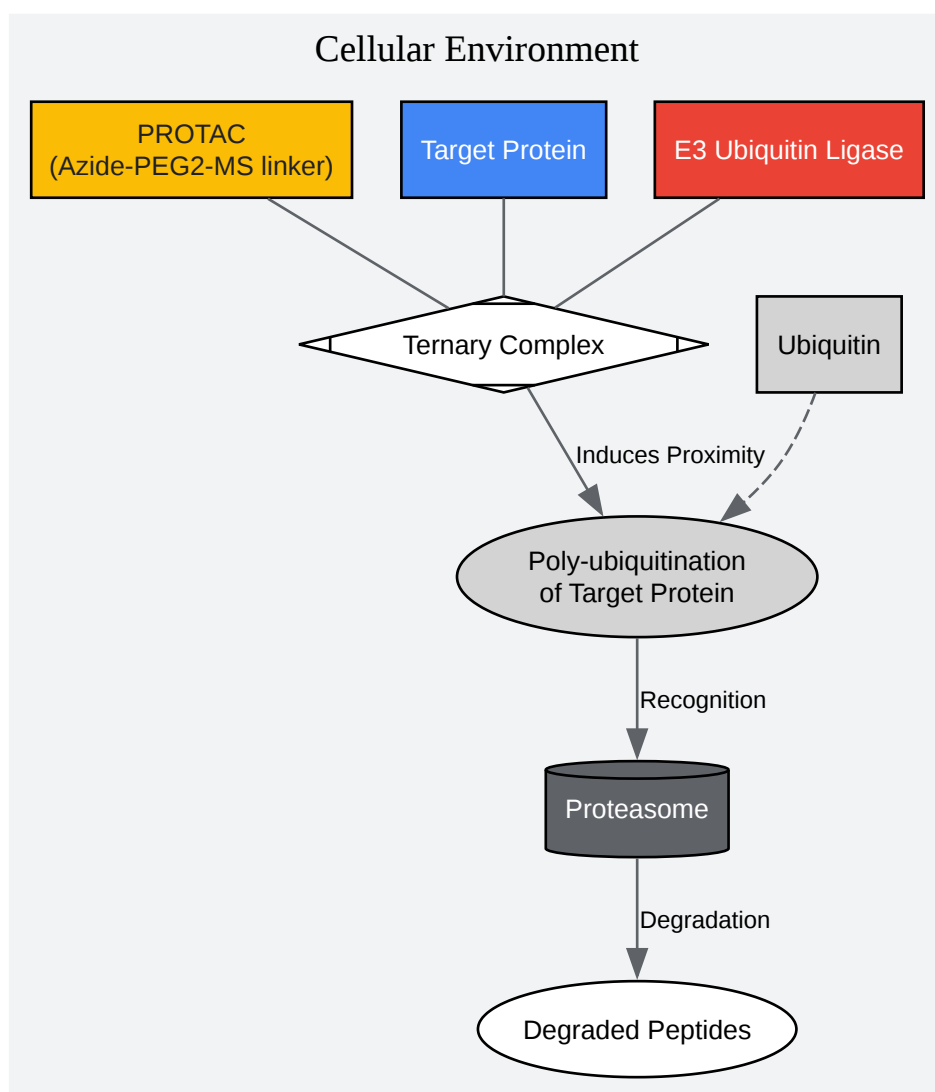 Cellular Environment
PROTAC
(Azide-PEG2-MS linker)
Target Protein
E3 Ubiquitin Ligase
Ternary Complex
Ubiquitin
Induces Proximity
Poly-ubiquitination
of Target Protein
Recognition
Proteasome
Degradation
Degraded Peptides